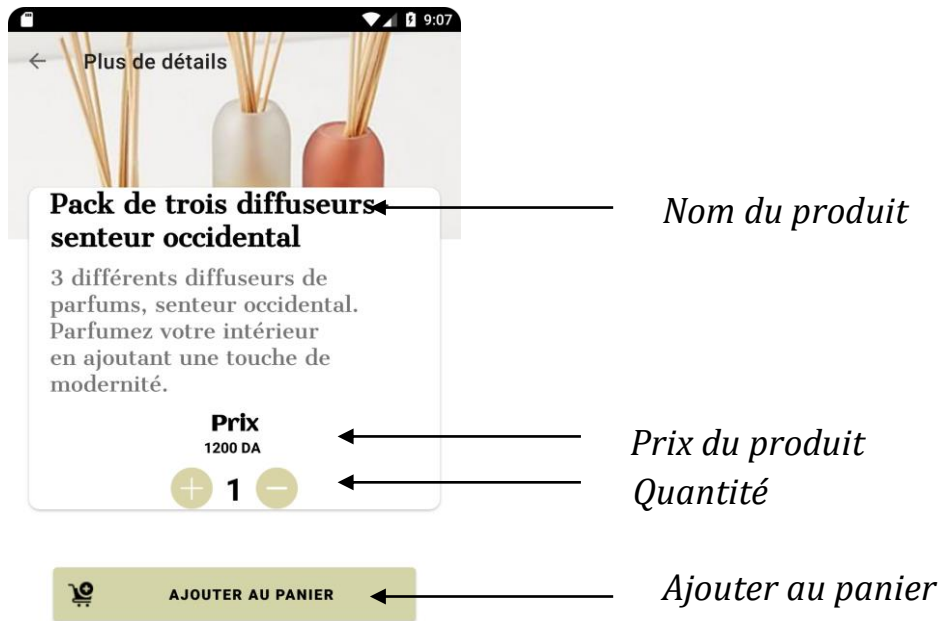 9:07
Plus de détails
Pack de trois diffuseurs
senteur occidental
Nom du produit
3 différents diffuseurs de
parfums, senteur occidental.
Parfumez votre intérieur
en ajoutant une touche de
modernité.
Prix
1200 DA
Prix du produit
1
Quantité
AJOUTER AU PANIER
Ajouter au panier